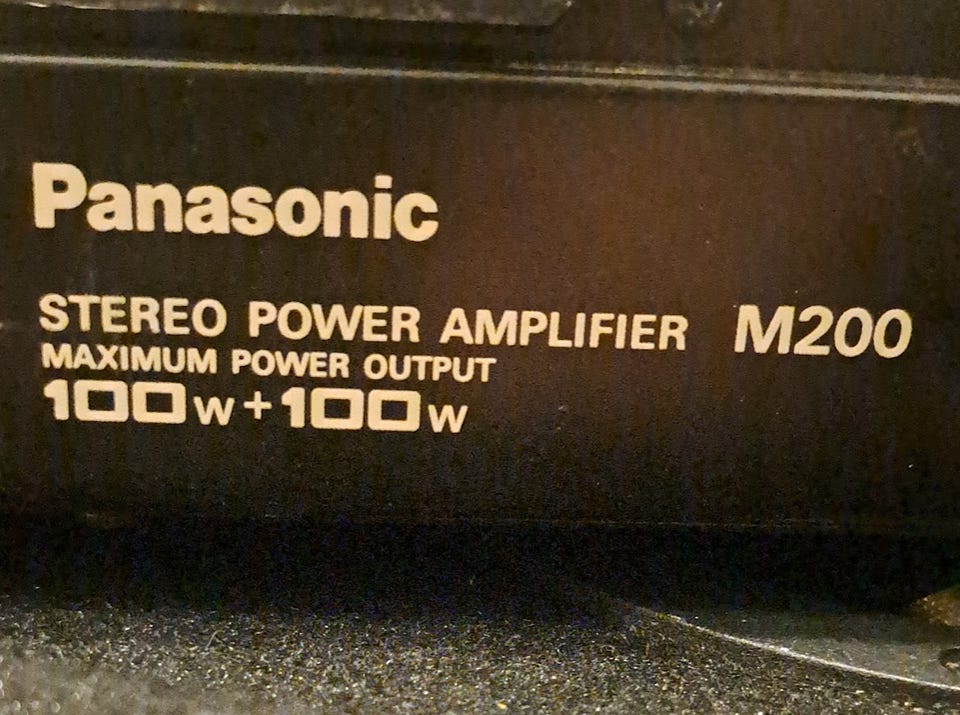 Panasonic
STEREO POWER AMPLIFIER M200
MAXIMUM POWER OUTPUT
100W+100W